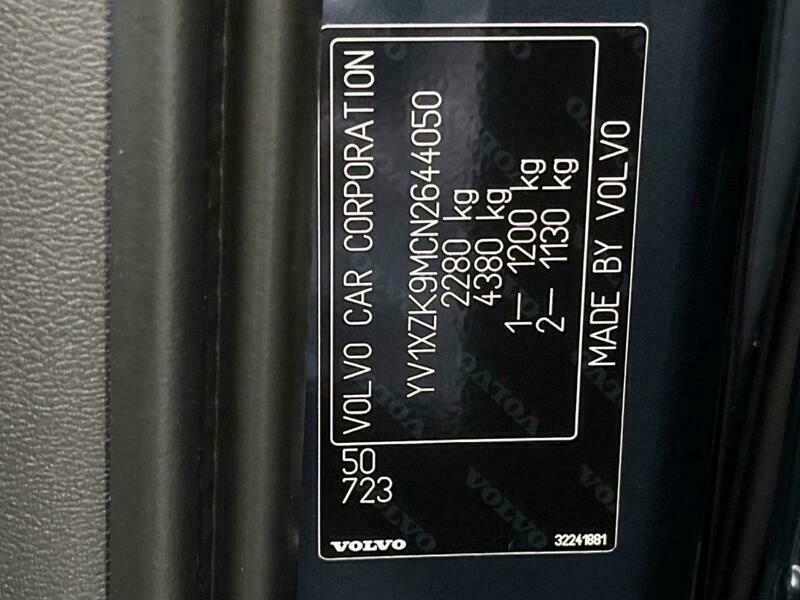 VOLVO CAR CORPORATION
YV1XZK9MCN2644050
2280 kg
4380 kg
1— 1200 kg
2— 1130 kg
MADE BY VOLVO
50
723
VOLVO
32241881